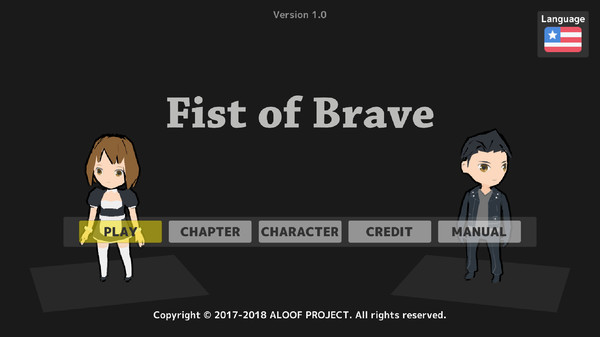 Version 1.0
Language
Fist of Brave
PLAY
CHAPTER
CHARACTER
CREDIT
MANUAL
Copyright © 2017-2018 ALOOF PROJECT. All rights reserved.